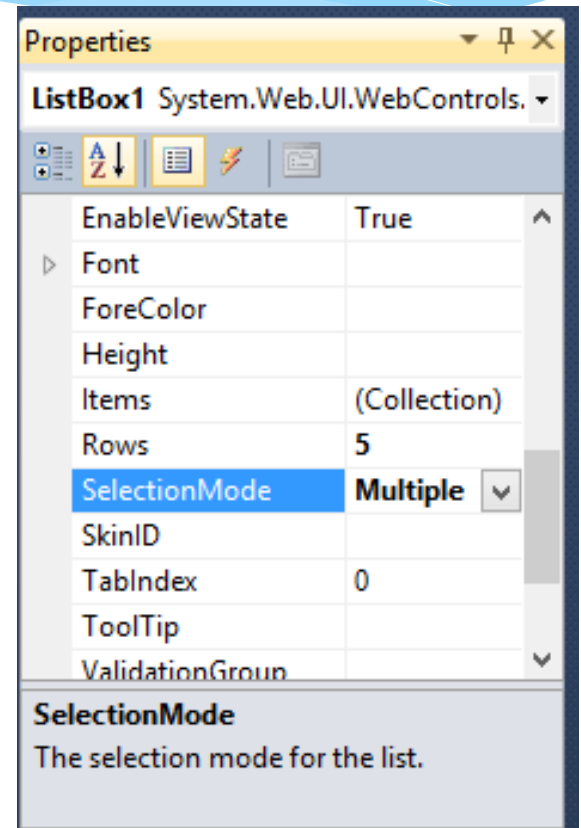 Properties
ListBox1 System.Web.UI.WebControls.
A
Z
EnableViewState True
Font
ForeColor
Height
Items (Collection)
Rows 5
SelectionMode Multiple
SkinID
TabIndex 0
ToolTip
ValidationGroup
SelectionMode
The selection mode for the list.